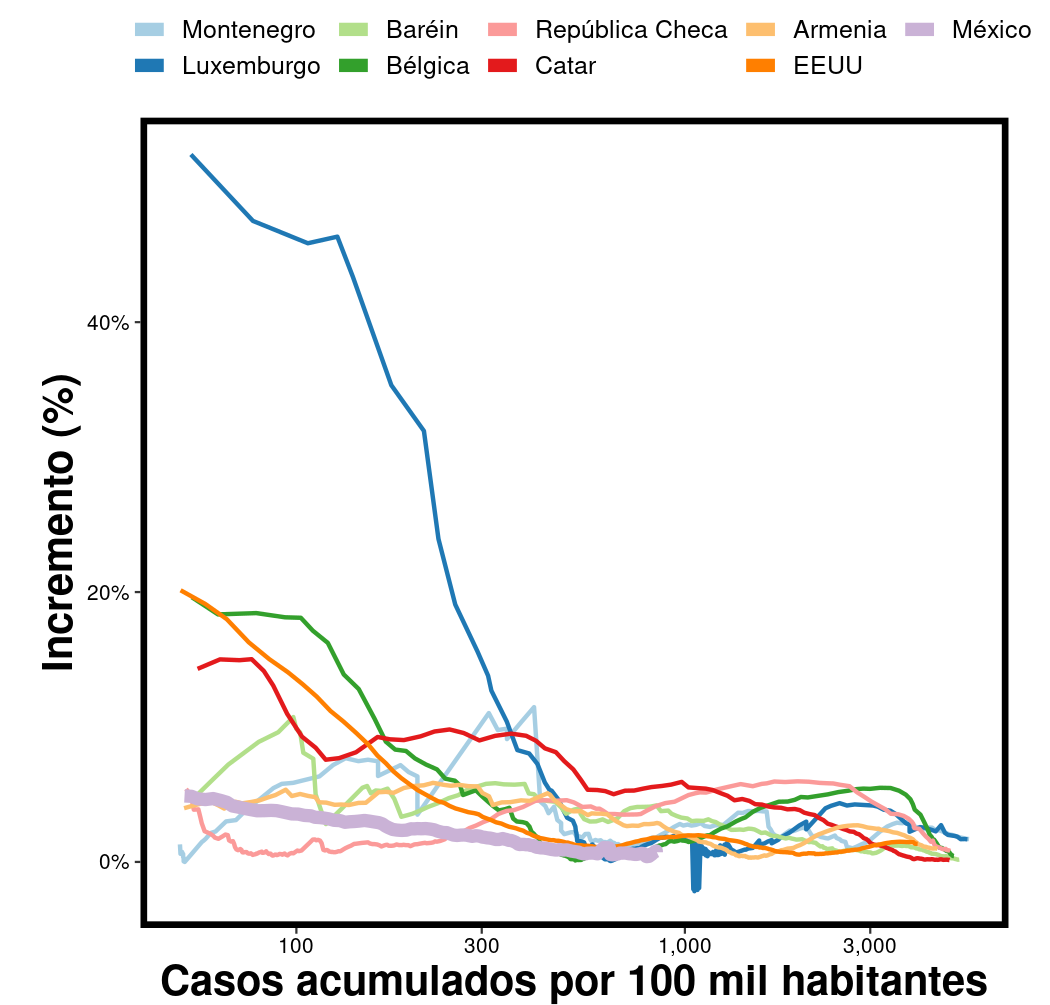 Montenegro Baréin República Checa Armenia México
Luxemburgo Bélgica Catar EEUU
40%
20%
0%
Incremento (%)
100 300 1,000 3,000
Casos acumulados por 100 mil habitantes